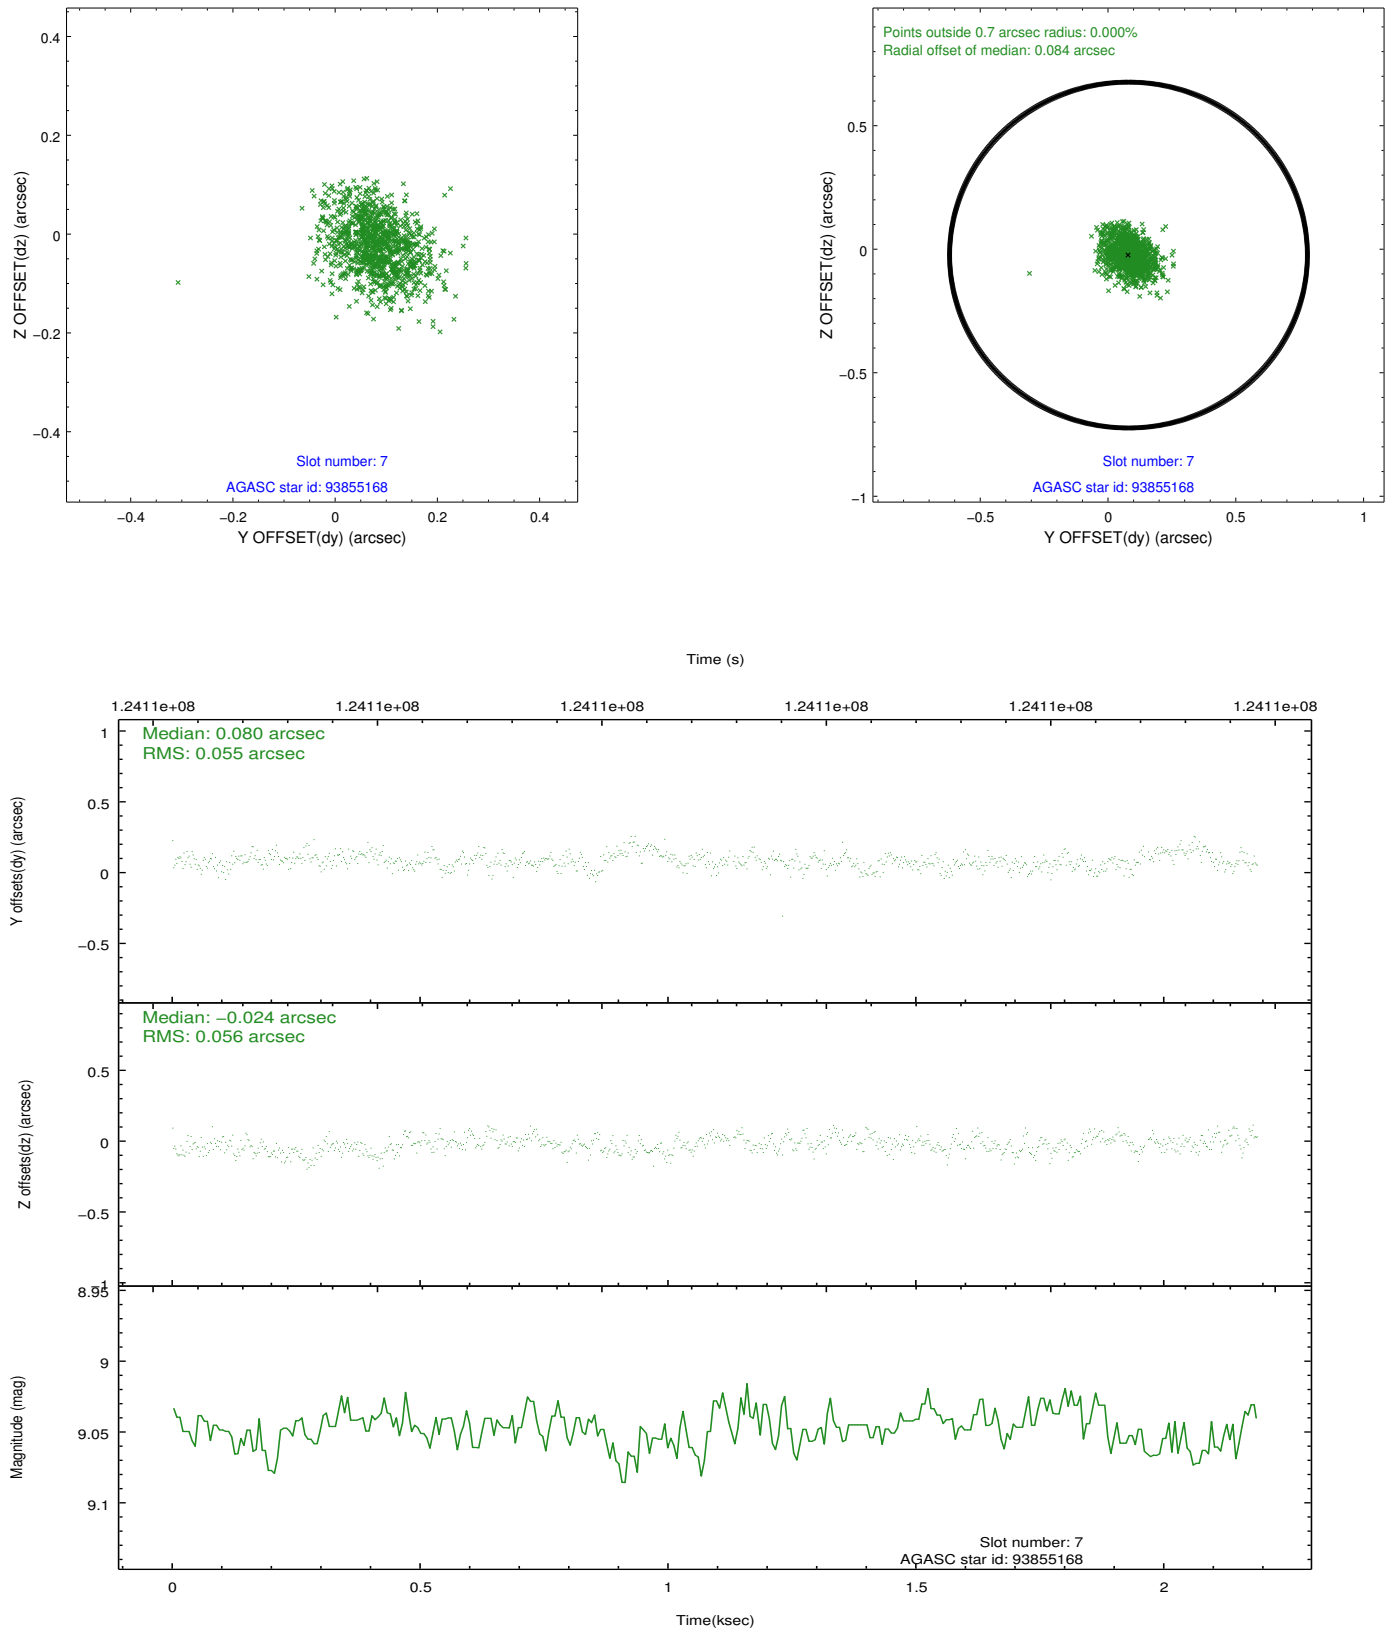 0.4
0.2
0
−0.2
−0.4
Z OFFSET(dz) (arcsec)
Slot number: 7
AGASC star id: 93855168
−0.4 −0.2 0 0.2 0.4
Y OFFSET(dy) (arcsec)
Points outside 0.7 arcsec radius: 0.000%
Radial offset of median: 0.084 arcsec
0.5
0
−0.5
−1
Z OFFSET(dz) (arcsec)
Slot number: 7
AGASC star id: 93855168
−0.5 0 0.5 1
Y OFFSET(dy) (arcsec)
Time (s)
1.2411e+08 1.2411e+08 1.2411e+08 1.2411e+08 1.2411e+08 1.2411e+08
Median: 0.080 arcsec
RMS: 0.055 arcsec
1
0.5
0
−0.5
Y offsets(dy) (arcsec)
Median: −0.024 arcsec
RMS: 0.056 arcsec
0.5
0
−0.5
−1
Z offsets(dz) (arcsec)
8.95
9
9.05
9.1
Magnitude (mag)
Slot number: 7
AGASC star id: 93855168
0 0.5 1 1.5 2
Time(ksec)